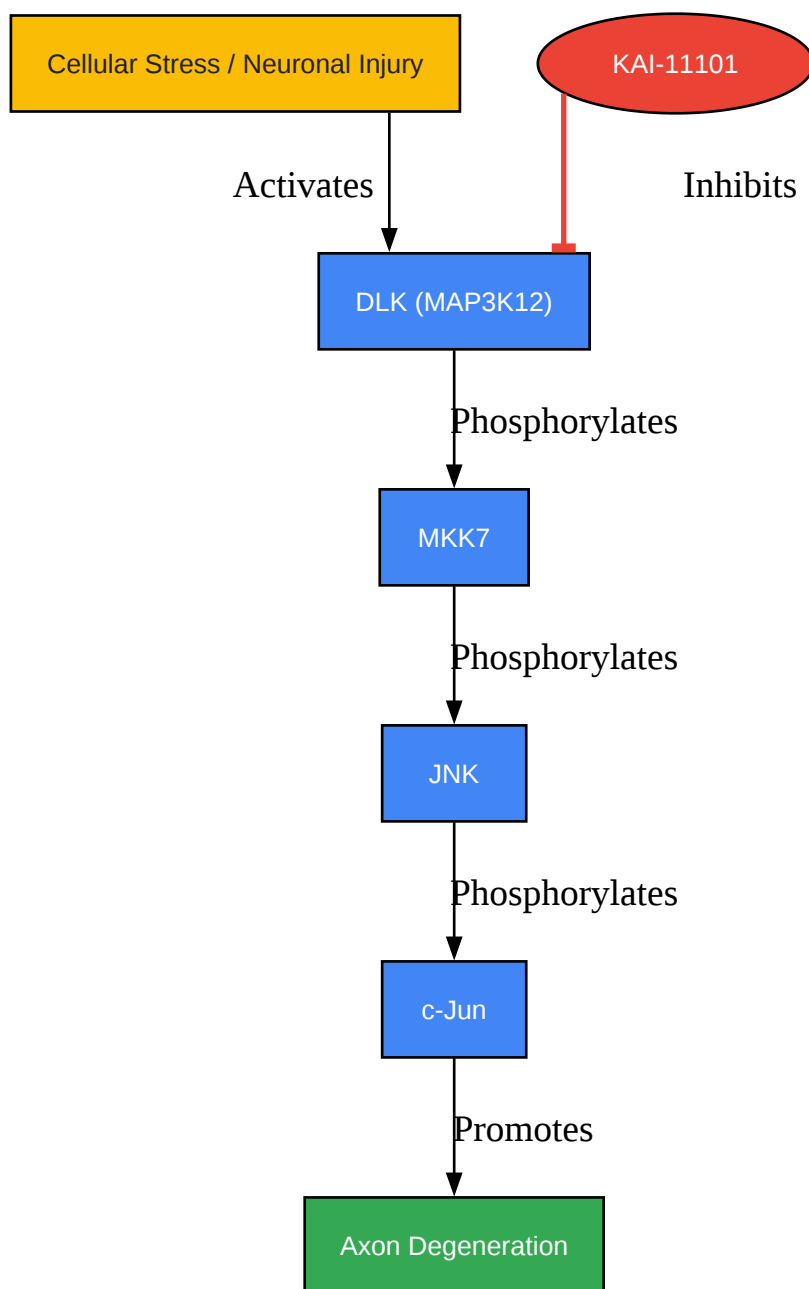 Cellular Stress / Neuronal Injury
KAI-11101
Activates
Inhibits
DLK (MAP3K12)
Phosphorylates
MKK7
Phosphorylates
JNK
Phosphorylates
c-Jun
Promotes
Axon Degeneration